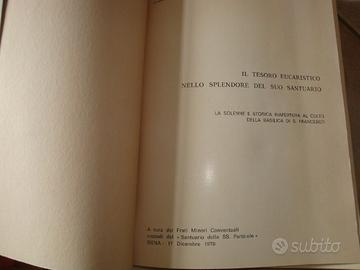 IL TESORO EUCARISTICO
NELLO SPLENDORE DEL SUO SANTUARIO
LA SOLENNE E STORICA RIAPERTURA AL CULTO
DELLA BASILICA DI S. FRANCESCO
A cura dei Frati Minori Conventuali
custodi del « Santuario delle SS. Particole »
SIENA - 11 Dicembre 1978
subito